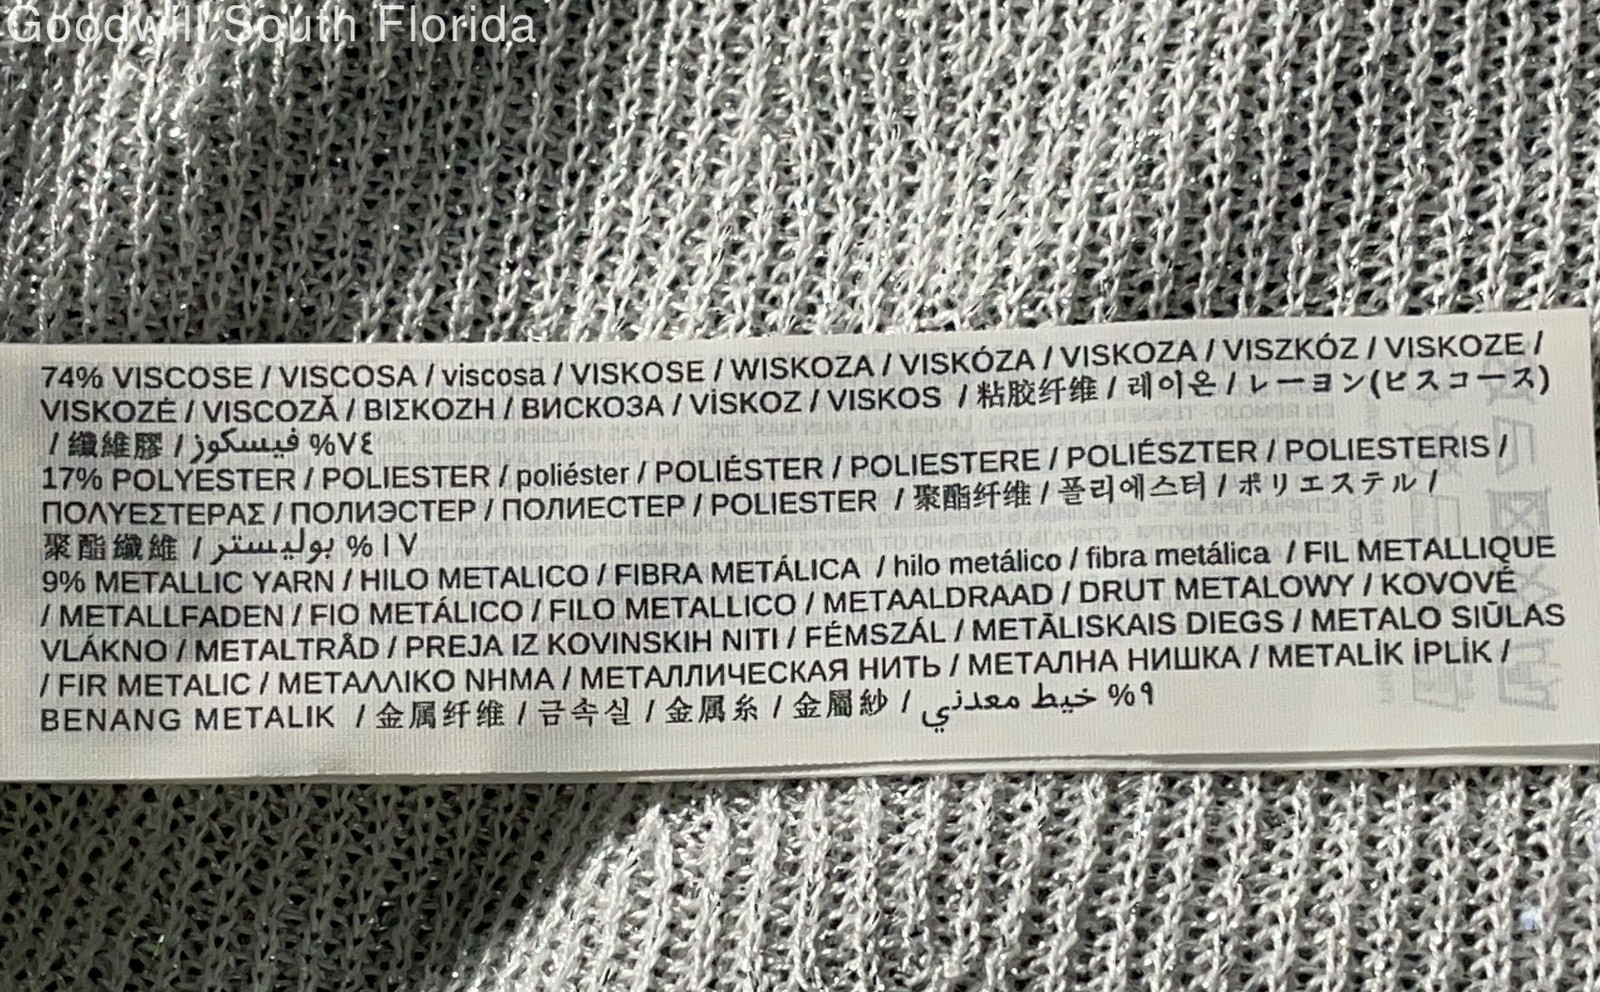 Goodwill South Florida
74% VISCOSE / VISCOSA / viscosa / VISKOSE / WISKOZA / VISKÓZA / VISKOZA / VISZKÓZ / VISKOZE /
VISKOZĖ / VISCOZĂ / ΒΙΣΚΟΖΗ / ВИСКОЗА / VİSKOZ / VISKOS / 粘胶纤维 / 레이온 / レーヨン(ビスコース)
/ 纖維膠 / فيسكوز %٧٤
17% POLYESTER / POLIESTER / poliéster / POLIÉSTER / POLIESTERE / POLIÉSZTER / POLIESTERIS /
ΠΟΛΥΕΣΤΕΡΑΣ / ПОЛИЭСТЕР / ПОЛИЕСТЕР / POLIESTER / 聚酯纤维 / 폴리에스터 / ポリエステル /
聚酯纖維 / بوليستر %١٧
9% METALLIC YARN / HILO METALICO / FIBRA METÁLICA / hilo metálico / fibra metálica / FIL METALLIQUE
/ METALLFADEN / FIO METÁLICO / FILO METALLICO / METAALDRAAD / DRUT METALOWY / KOVOVÉ
VLÁKNO / METALTRÅD / PREJA IZ KOVINSKIH NITI / FÉMSZÁL / METĀLISKAIS DIEGS / METALO SIŪLAS
/ FIR METALIC / ΜΕΤΑΛΛΙΚΟ ΝΗΜΑ / МЕТАЛЛИЧЕСКАЯ НИТЬ / МЕТАЛНА НИШКА / METALİK İPLİK /
BENANG METALIK / 金属纤维 / 금속실 / 金属糸 / 金屬紗 / خيط معدني %٩